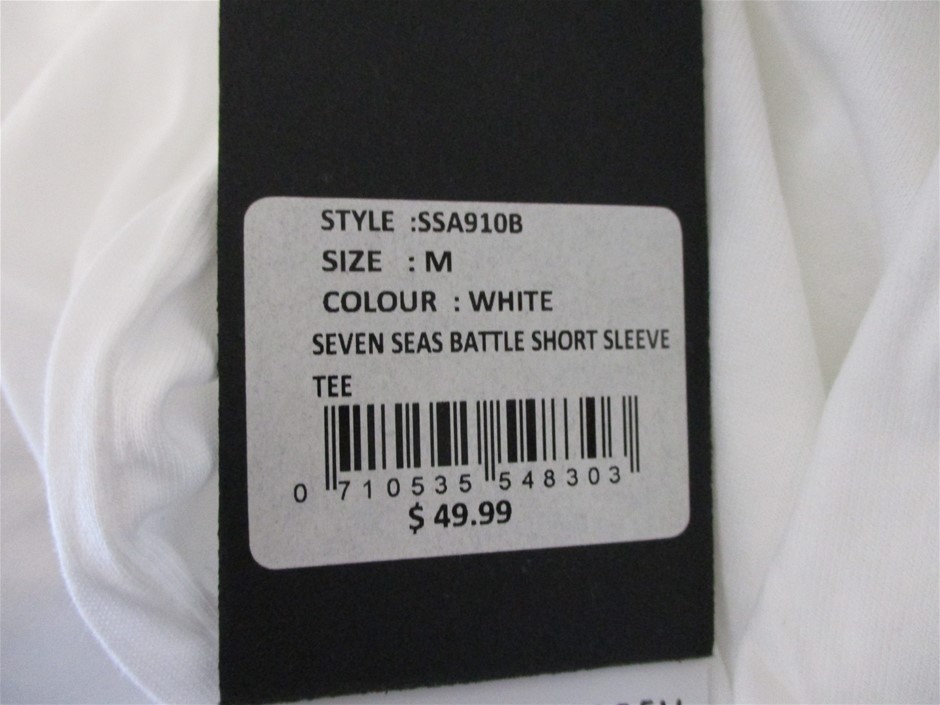 STYLE :SSA910B
SIZE : M
COLOUR : WHITE
SEVEN SEAS BATTLE SHORT SLEEVE
TEE
0 710535 548303
$ 49.99